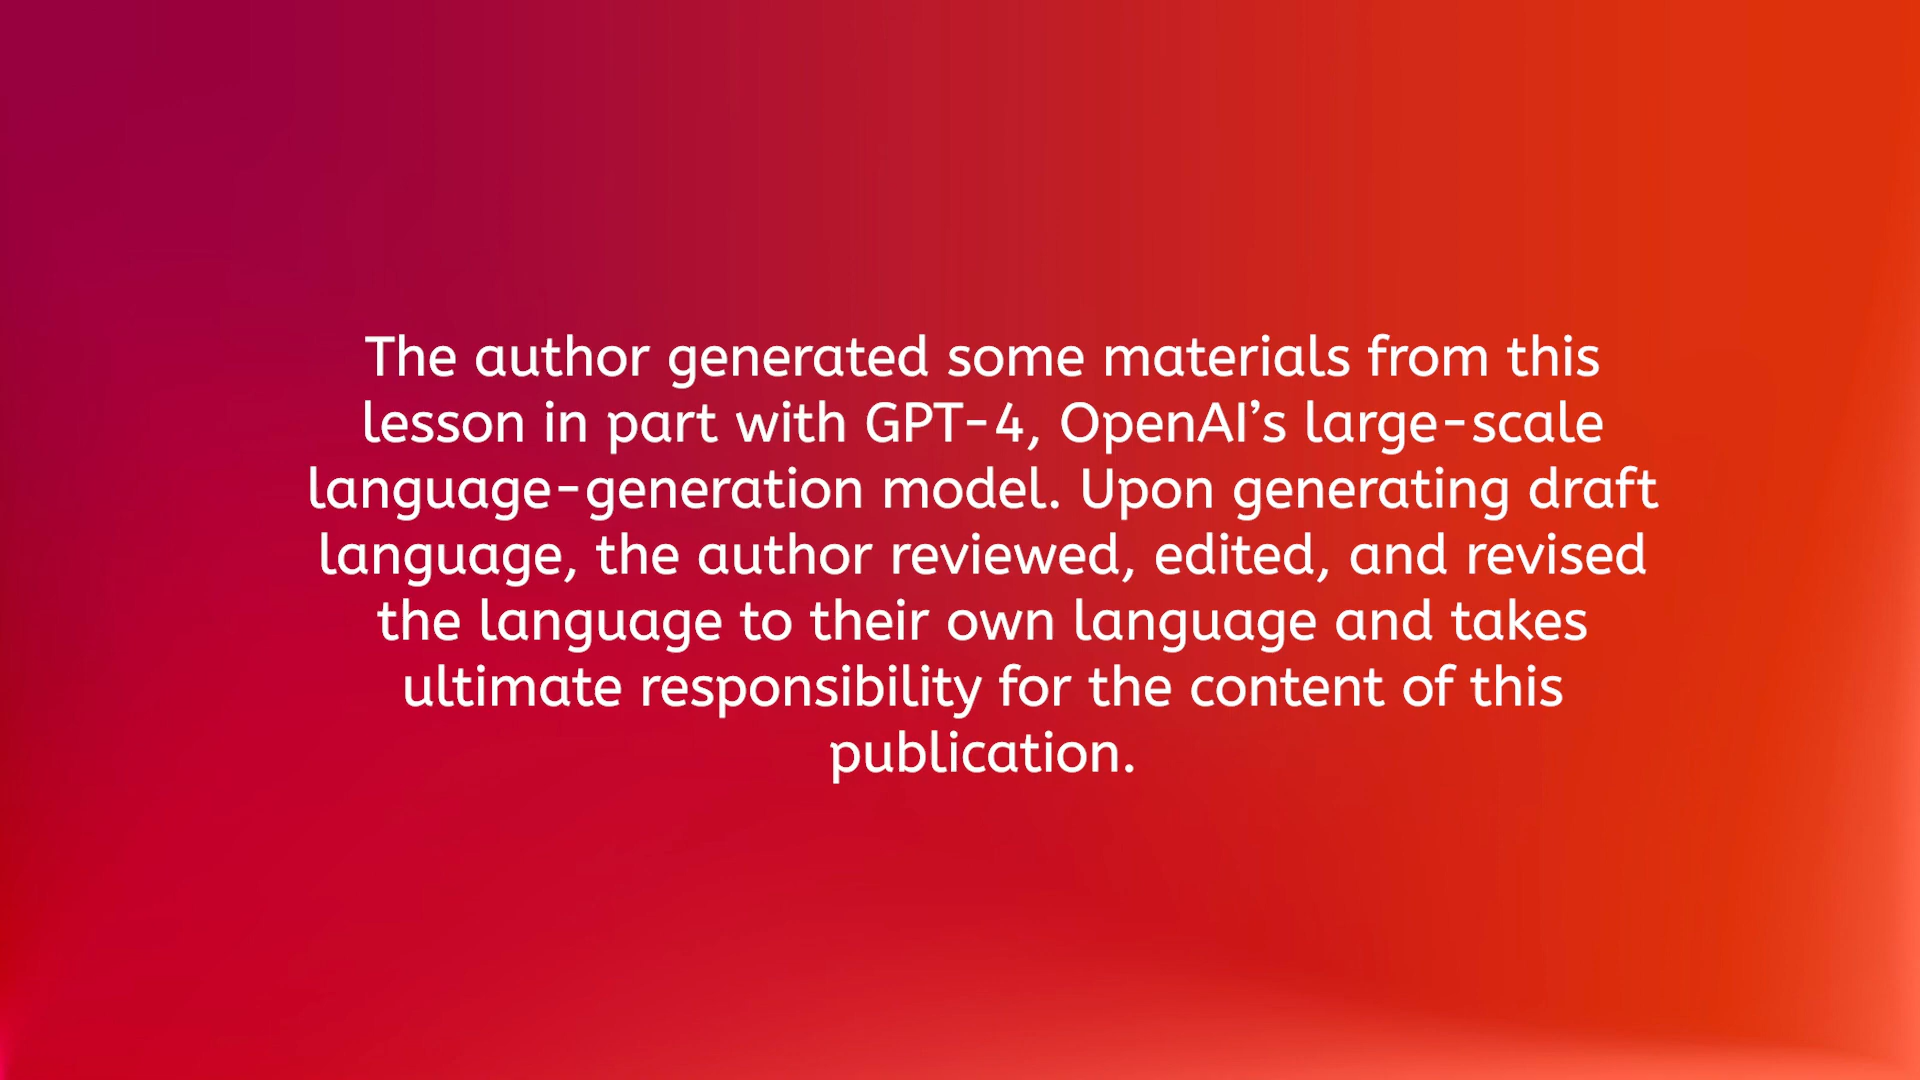 The author generated some materials from this
lesson in part with GPT-4, OpenAI’s large-scale
language-generation model. Upon generating draft
language, the author reviewed, edited, and revised
the language to their own language and takes
ultimate responsibility for the content of this
publication.